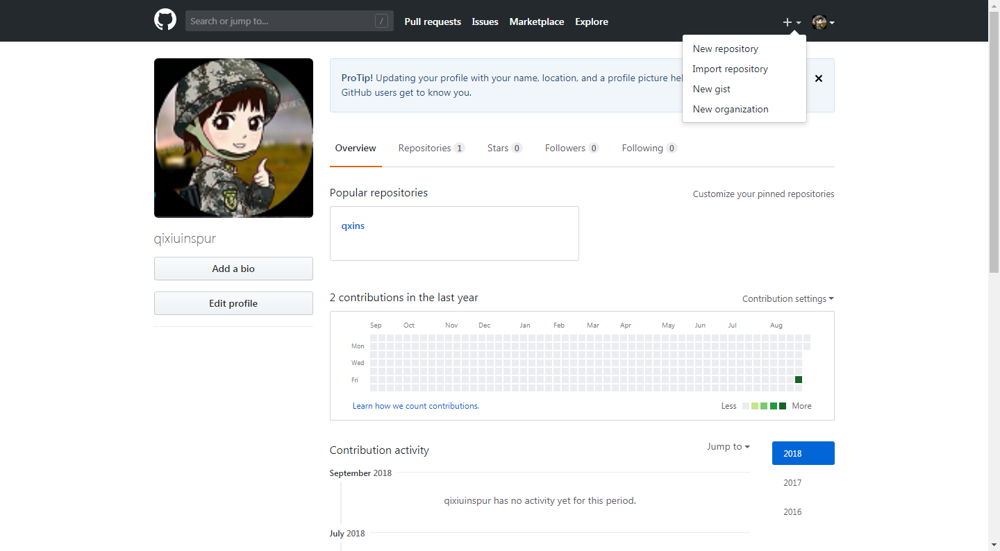 Search or jump to... /
Pull requests Issues Marketplace Explore
New repository
Import repository
New gist
New organization
ProTip! Updating your profile with your name, location, and a profile picture
GitHub users get to know you.
Overview Repositories 1 Stars 0 Followers 0 Following 0
Popular repositories
Customize your pinned repositories
qxins
qixiuinspur
Add a bio
Edit profile
2 contributions in the last year
Contribution settings
Sep Oct Nov Dec Jan Feb Mar Apr May Jun Jul Aug
Mon
Wed
Fri
Learn how we count contributions.
Less More
Contribution activity
Jump to
2018
2017
2016
September 2018
qixiuinspur has no activity yet for this period.
July 2018